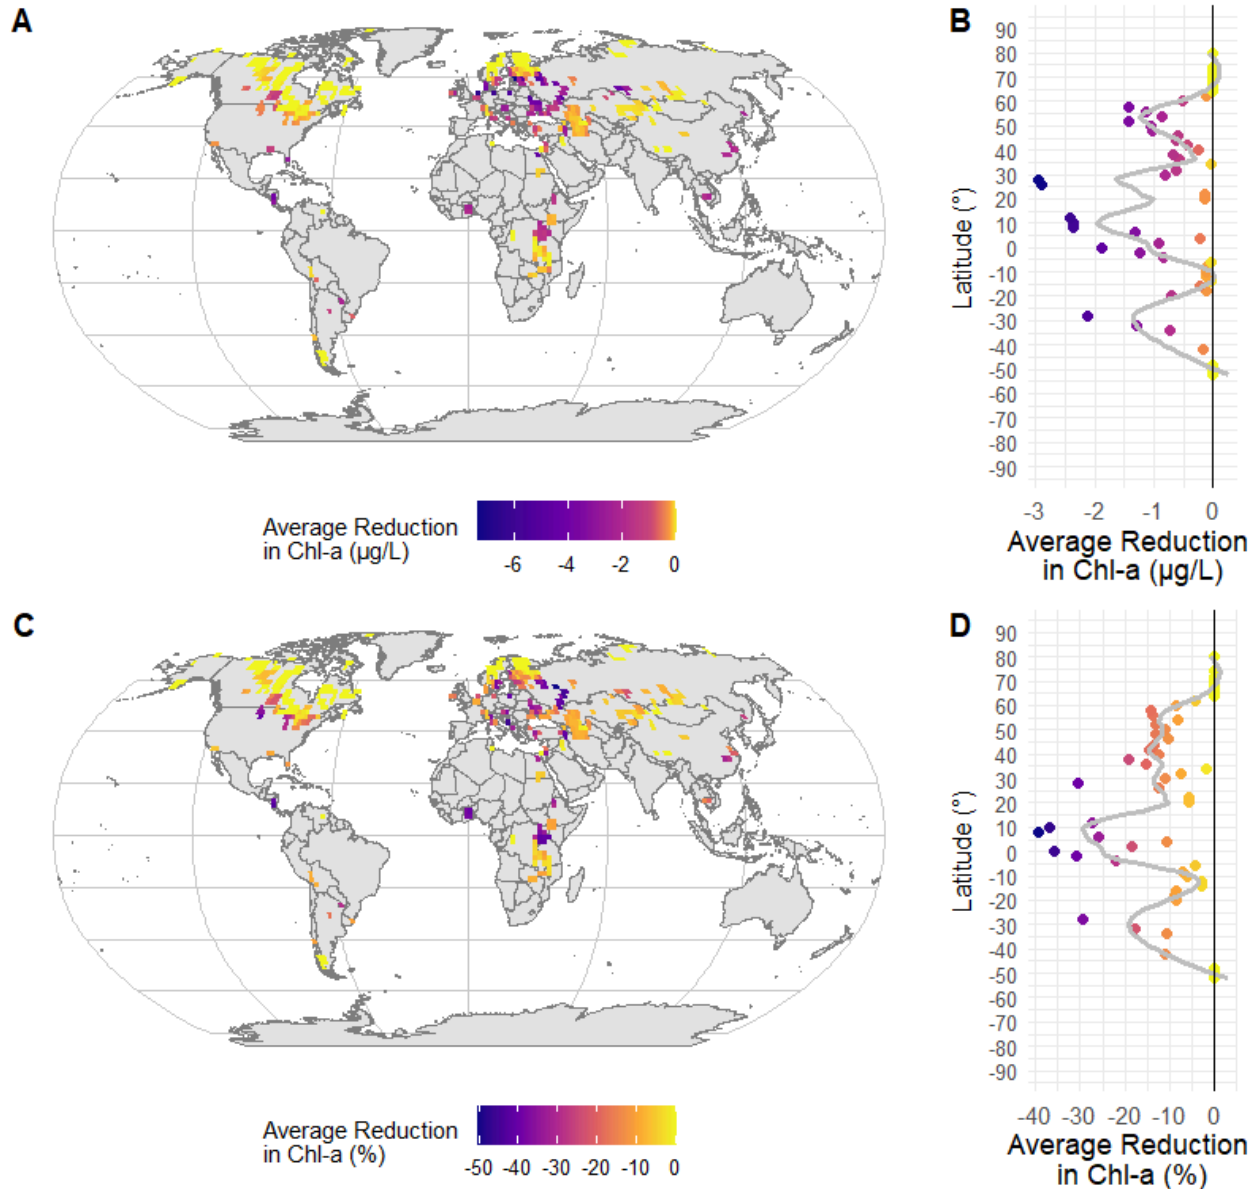 A
B
90
80
70
60
50
40
30
20
10
0
-10
-20
-30
-40
-50
-60
-70
-80
-90
Latitude (°)
-3 -2 -1 0
Average Reduction
in Chl-a (µg/L)
Average Reduction
in Chl-a (µg/L)
-6 -4 -2 0
C
D
90
80
70
60
50
40
30
20
10
0
-10
-20
-30
-40
-50
-60
-70
-80
-90
Latitude (°)
-40 -30 -20 -10 0
Average Reduction
in Chl-a (%)
Average Reduction
in Chl-a (%)
-50 -40 -30 -20 -10 0